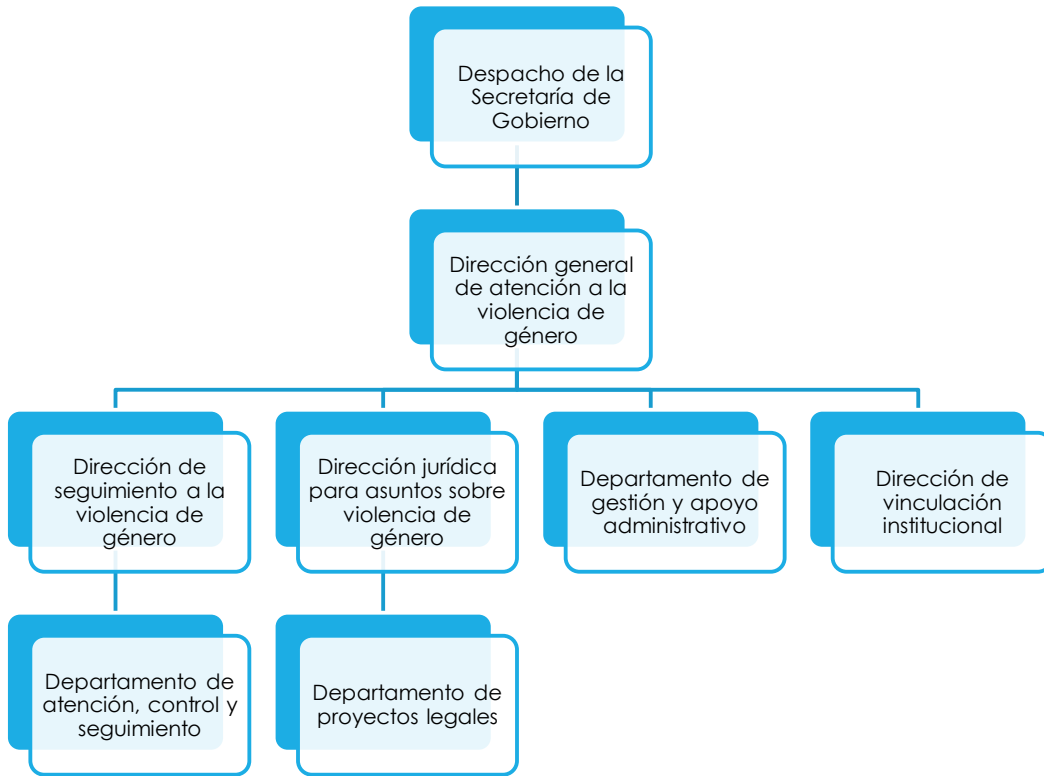 Despacho de la
Secretaría de
Gobierno
Dirección general
de atención a la
violencia de
género
Dirección de
seguimiento a la
violencia de
género
Dirección jurídica
para asuntos sobre
violencia de
género
Departamento de
gestión y apoyo
administrativo
Dirección de
vinculación
institucional
Departamento de
atención, control y
seguimiento
Departamento de
proyectos legales